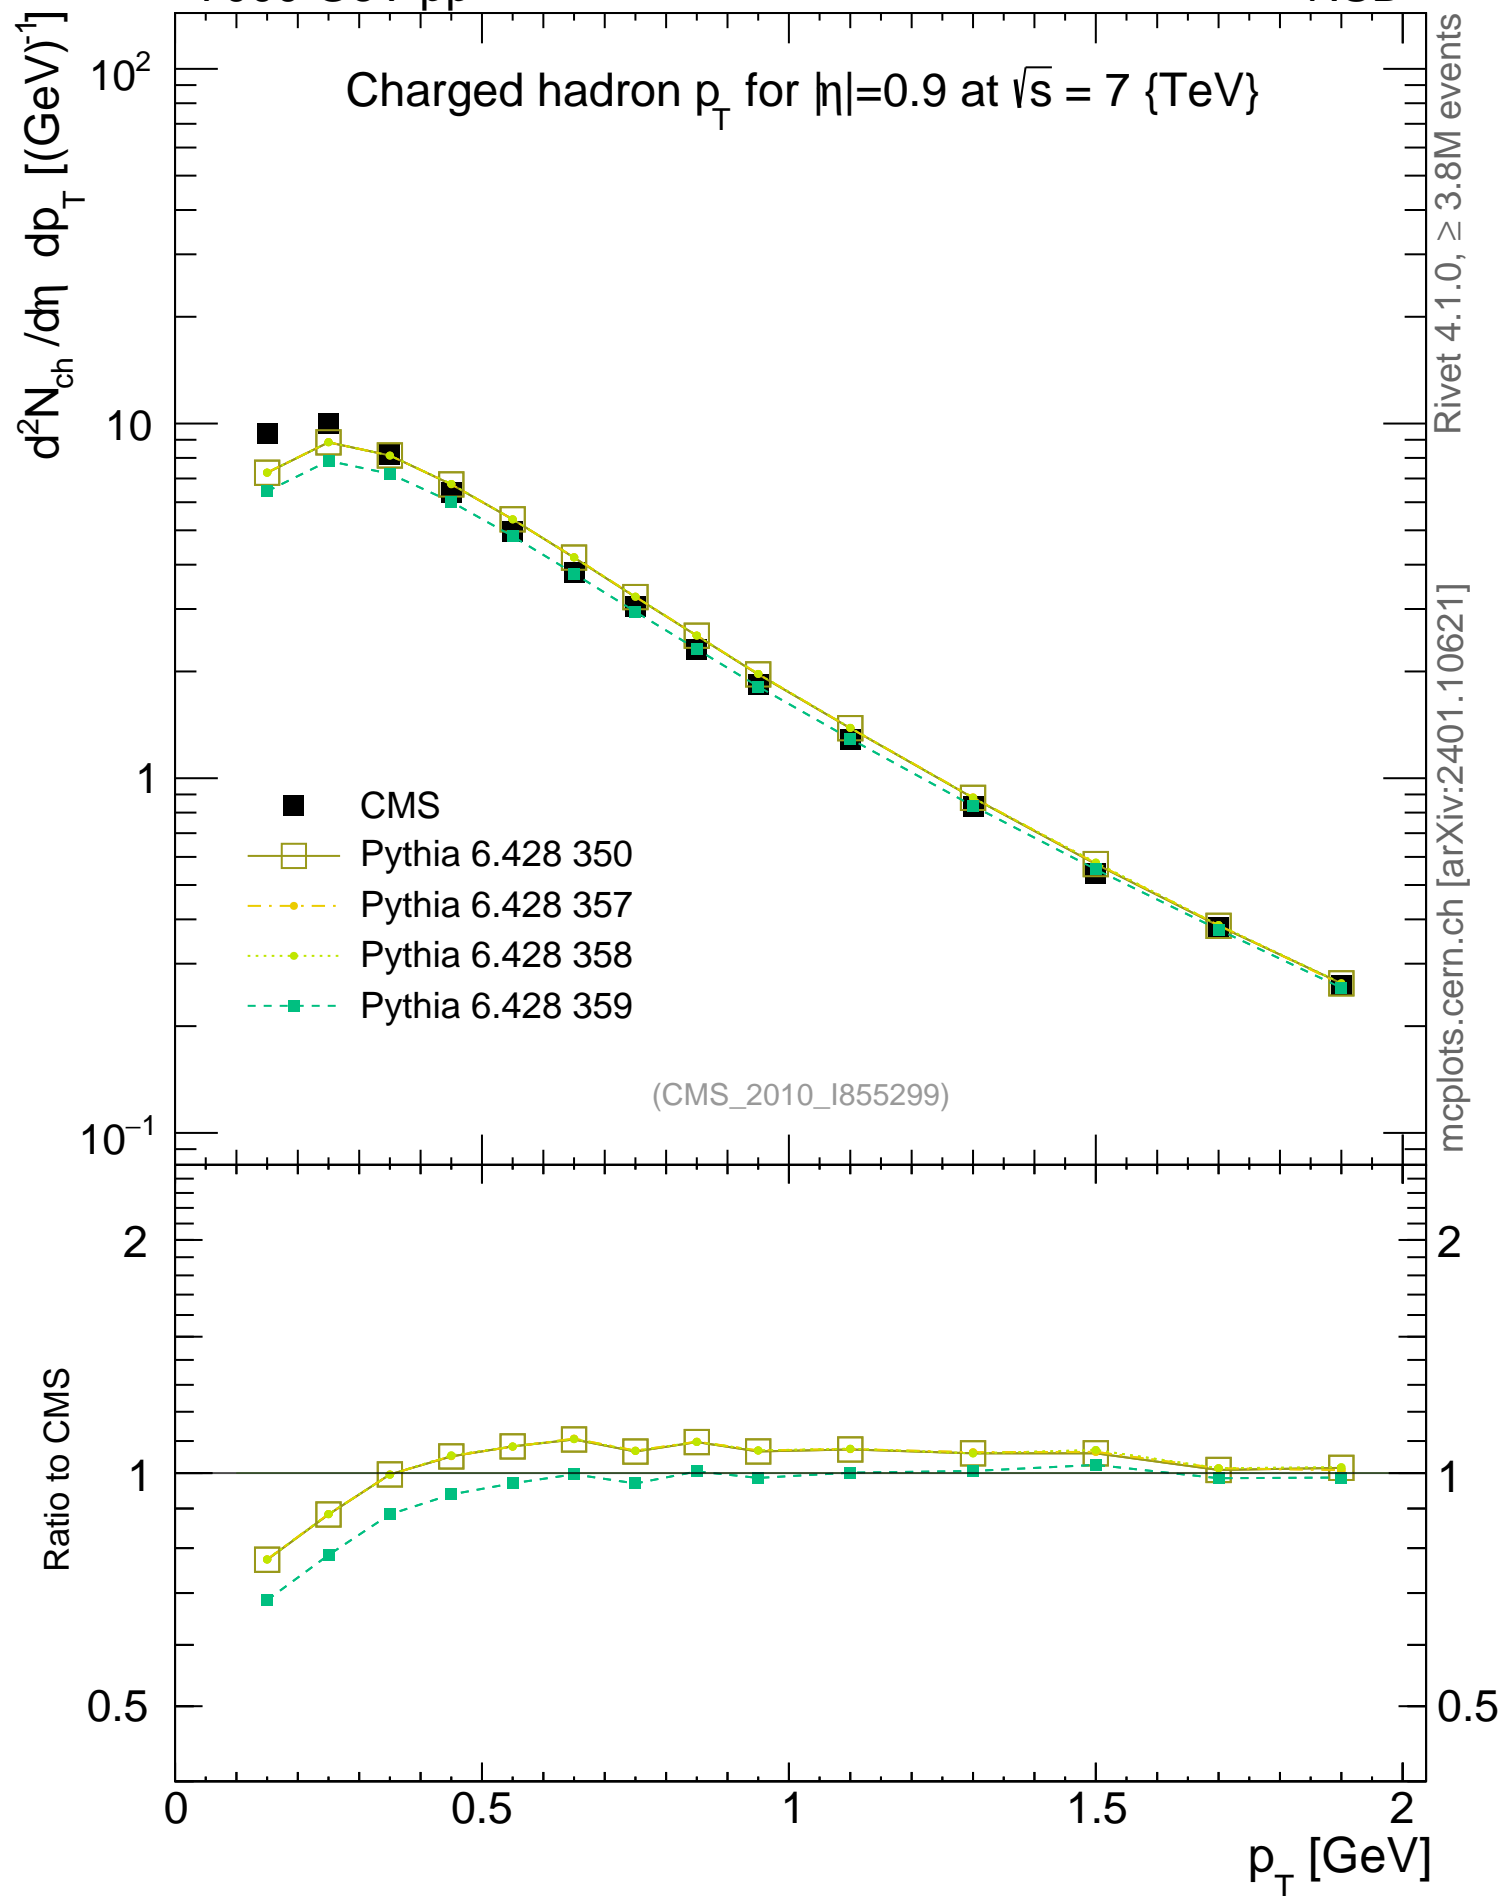 Charged hadron p_T for |η|=0.9 at √s = 7 {TeV}
d²N_ch/dη dp_T [(GeV)⁻¹]
10²
10
1
10⁻¹
CMS
Pythia 6.428 350
Pythia 6.428 357
Pythia 6.428 358
Pythia 6.428 359
(CMS_2010_I855299)
Rivet 4.1.0, ≥ 3.8M events
mcplots.cern.ch [arXiv:2401.10621]
Ratio to CMS
2
1
0.5
2
1
0.5
0 0.5 1 1.5 2
p_T [GeV]